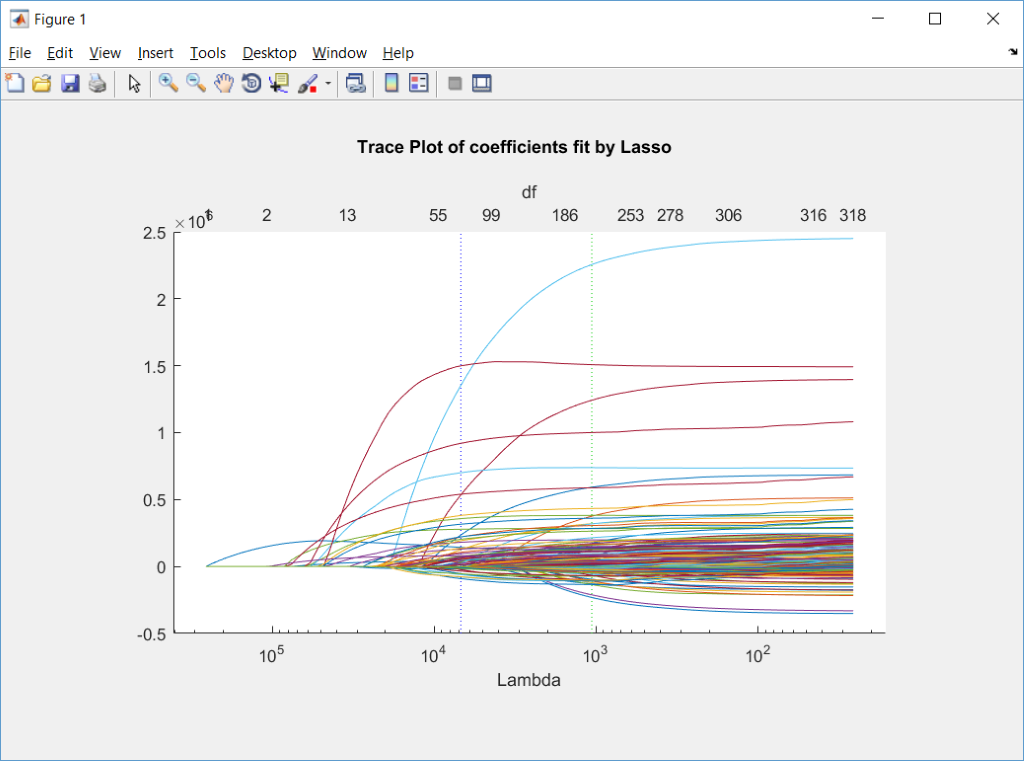 Figure 1
File Edit View Insert Tools Desktop Window Help
Trace Plot of coefficients fit by Lasso
df
2 13 55 99 186 253 278 306 316 318
2.5
2
1.5
1
0.5
0
-0.5
10^5 10^4 10^3 10^2
Lambda